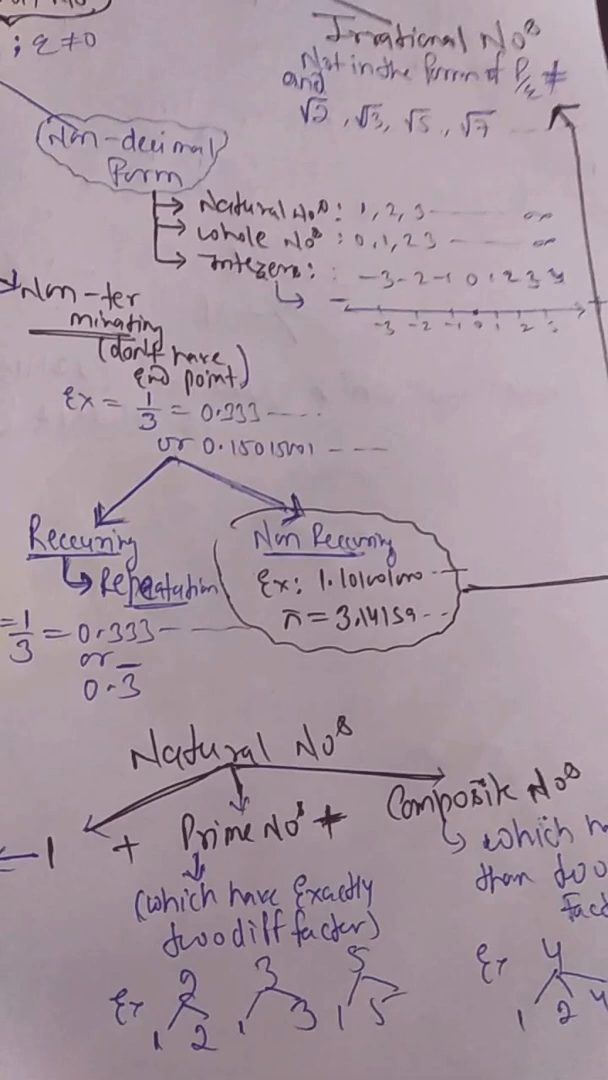 ; q ≠ 0
Irrational No^s
Not in the form of P/q ≠
and
√2, √3, √5, √7
Non-decimal
Form
Natural No^s: 1, 2, 3 ------ ∞
Whole No^s: 0, 1, 2 3 ------ ∞
Integers: : -3 -2 -1 0 1 2 3
-3 -2 -1 0 1 2 3
Non-ter
minating
(don't have
end point)
Ex = 1/3 = 0.333-----
or 0.15015001 ---
Reccuring
Repeatation
Non Reccuring
Ex: 1.101001000---
π = 3.14159---
= 1/3 = 0.333-----
or
0.3̅
Natural No^s
1 + Prime No^s + Composite No^s
(which have exactly
two diff factor)
which h
than two
fact
Ex 2 3 5
1 2 1 3 1 5
Ex 4
1 2 4